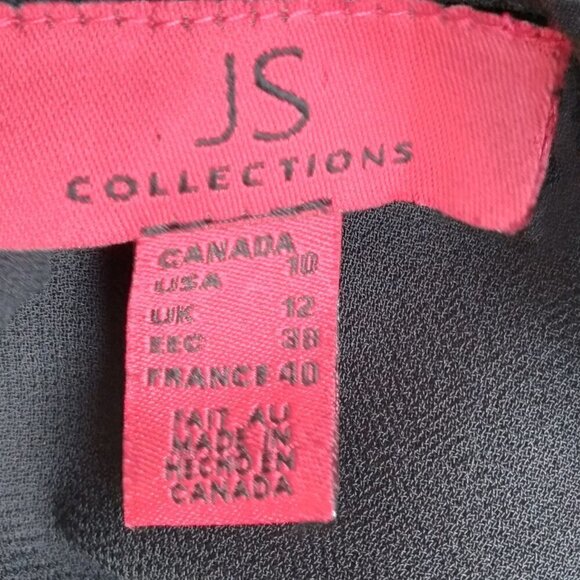 JS
COLLECTIONS
CANADA
USA 10
UK 12
EEC 38
FRANCE 40
FAIT AU
MADE IN
HECHO EN
CANADA